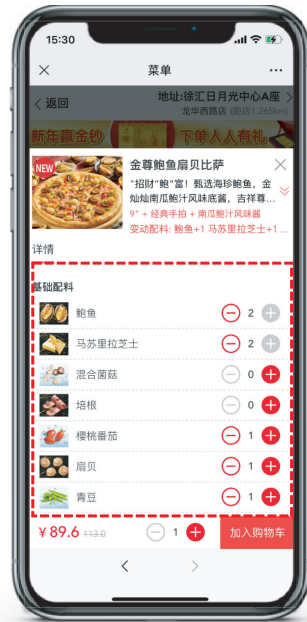 15:30
菜单
返回
地址:徐汇日月光中心A座
龙华西路店 (距店1.265km)
新年赢金钞
下单人人有礼
NEW
金尊鲍鱼扇贝比萨
"招财"鲍"富！甄选海珍鲍鱼，金
灿灿南瓜鲍汁风味底酱，吉祥尊...
9" + 经典手拍 + 南瓜鲍汁风味酱
变动配料: 鲍鱼+1 马苏里拉芝士+1 ...
详情
基础配料
鲍鱼 2
马苏里拉芝士 2
混合菌菇 0
培根 0
樱桃番茄 1
扇贝 1
青豆 1
¥89.6 113.0 1 加入购物车